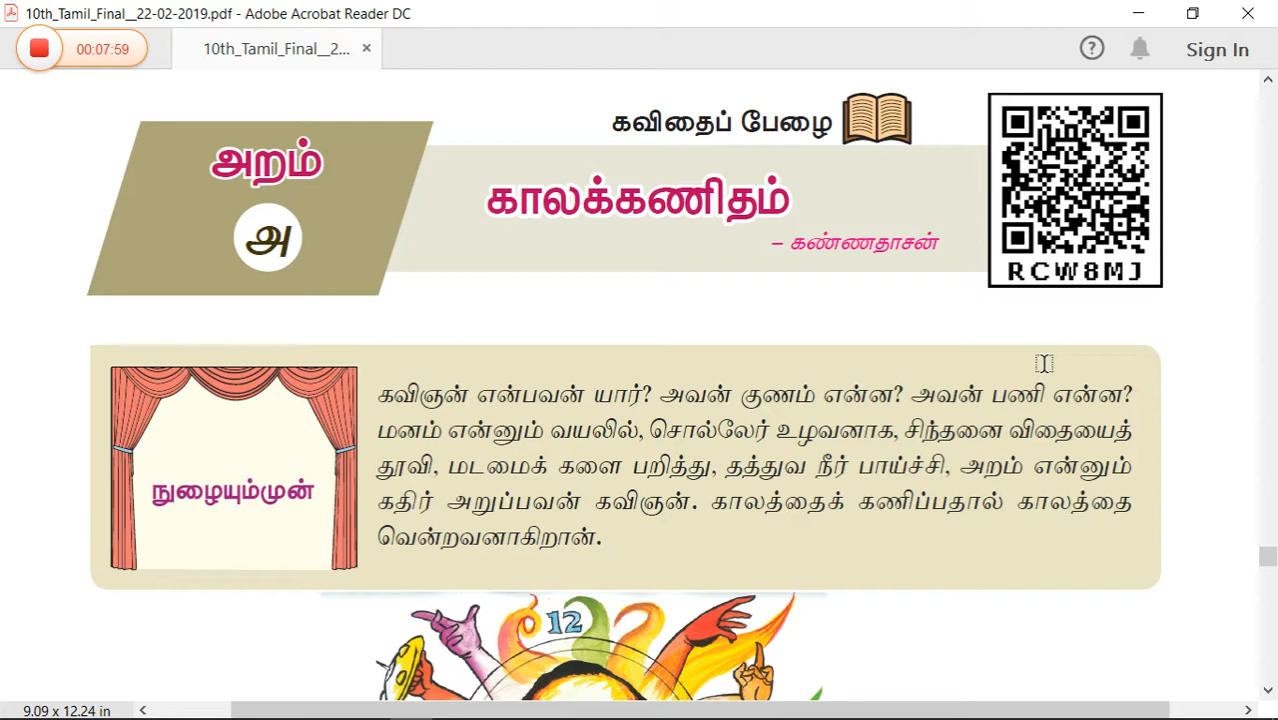 10th_Tamil_Final__22-02-2019.pdf - Adobe Acrobat Reader DC
00:07:59
10th_Tamil_Final__2... ×
? Sign In
கவிதைப் பேழை
அறம்
அ
காலக்கணிதம்
– கண்ணதாசன்
RCW8MJ
கவிஞன் என்பவன் யார்? அவன் குணம் என்ன? அவன் பணி என்ன?
மனம் என்னும் வயலில், சொல்லேர் உழவனாக, சிந்தனை விதையைத்
தூவி, மடமைக் களை பறித்து, தத்துவ நீர் பாய்ச்சி, அறம் என்னும்
கதிர் அறுப்பவன் கவிஞன். காலத்தைக் கணிப்பதால் காலத்தை
வென்றவனாகிறான்.
நுழையும்முன்
12
9.09 x 12.24 in